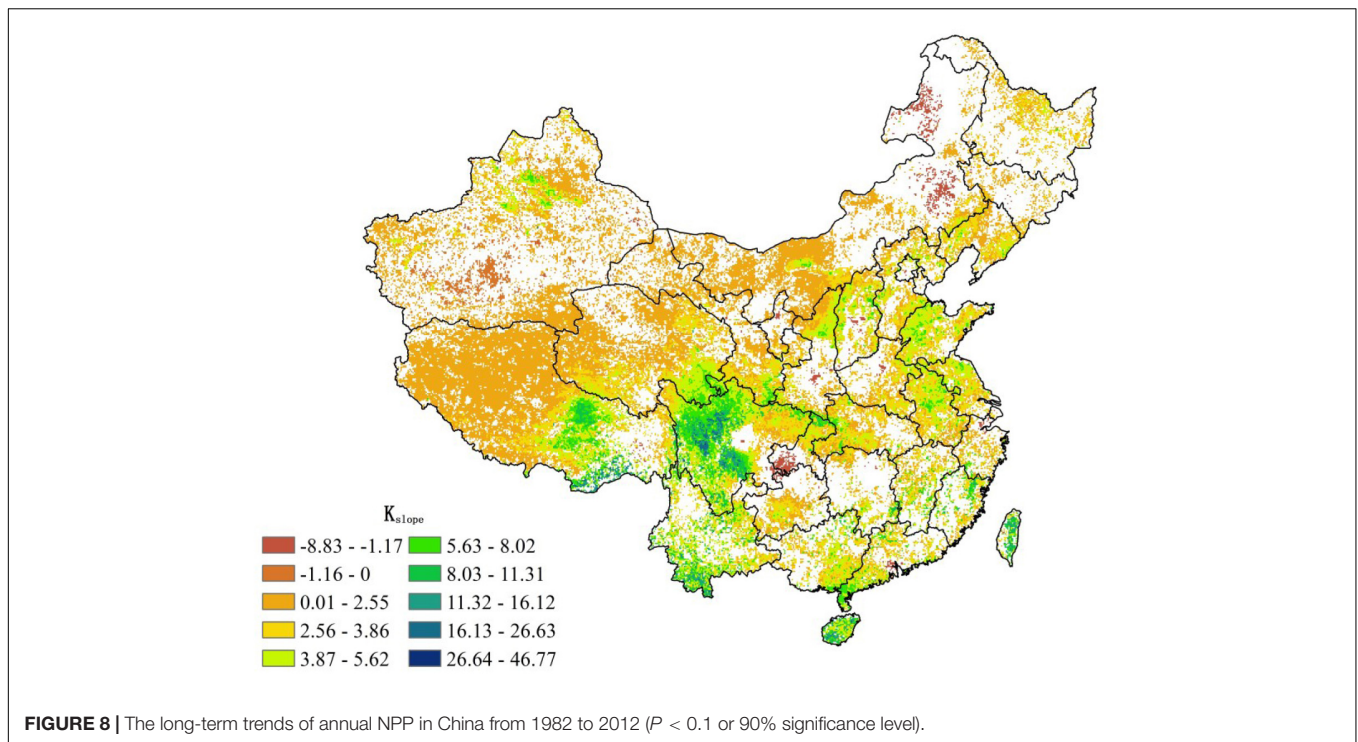 K_slope
-8.83 - -1.17 5.63 - 8.02
-1.16 - 0 8.03 - 11.31
0.01 - 2.55 11.32 - 16.12
2.56 - 3.86 16.13 - 26.63
3.87 - 5.62 26.64 - 46.77
FIGURE 8 | The long-term trends of annual NPP in China from 1982 to 2012 (P < 0.1 or 90% significance level).